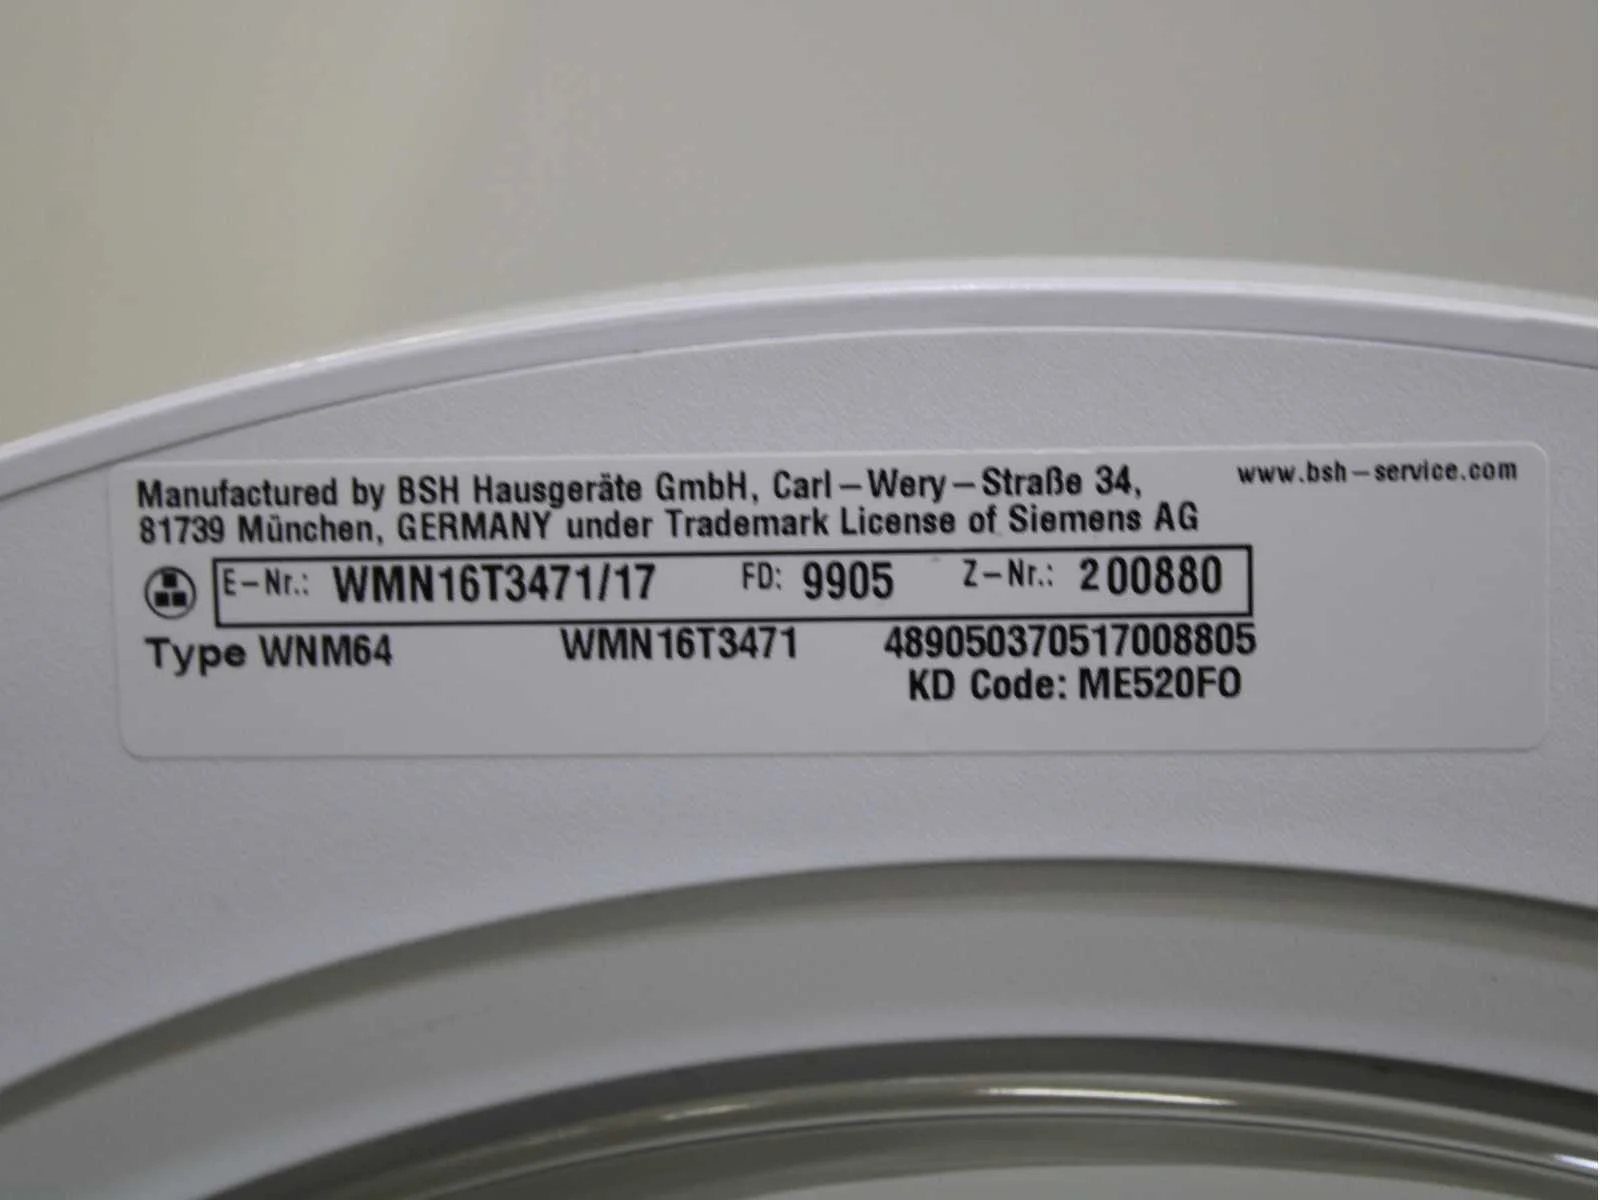 Manufactured by BSH Hausgeräte GmbH, Carl-Wery-Straße 34,
www.bsh-service.com
81739 München, GERMANY under Trademark License of Siemens AG
E-Nr.: WMN16T3471/17 FD: 9905 Z-Nr.: 200880
Type WNM64 WMN16T3471 489050370517008805
KD Code: ME520FO